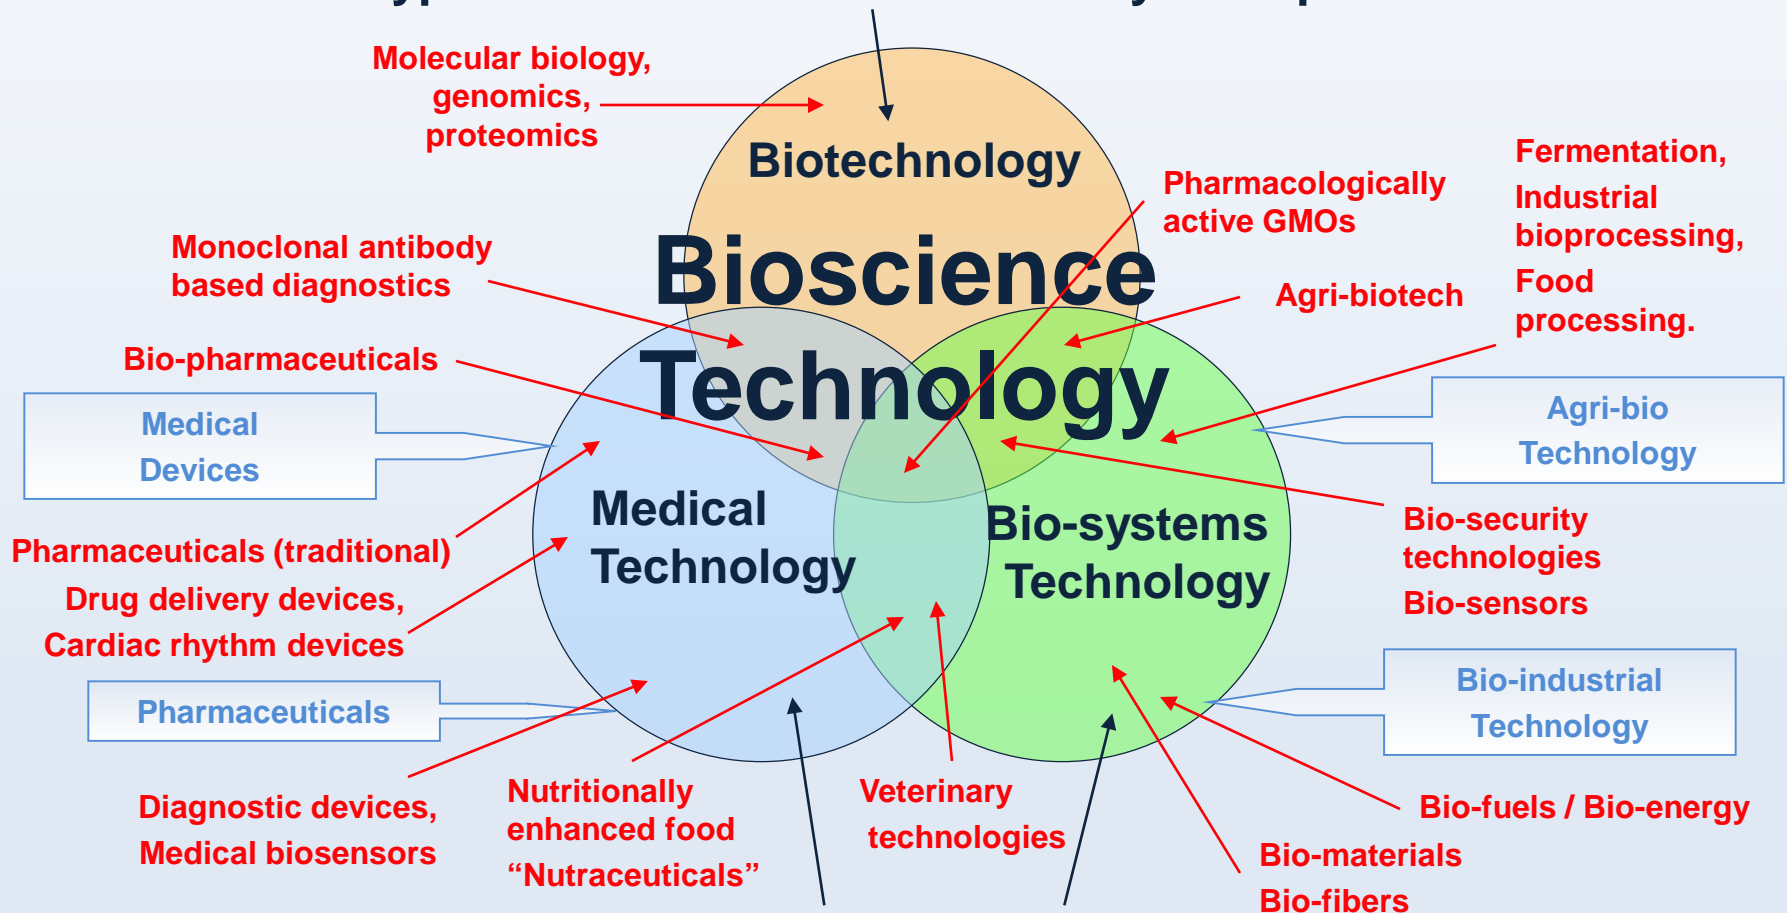 Molecular biology,
genomics,
proteomics
Biotechnology
Fermentation,
Industrial
bioprocessing,
Food
processing.
Pharmacologically
active GMOs
Monoclonal antibody
based diagnostics
Bioscience
Technology
Agri-biotech
Bio-pharmaceuticals
Medical
Devices
Agri-bio
Technology
Medical
Technology
Bio-systems
Technology
Bio-security
technologies
Bio-sensors
Pharmaceuticals (traditional)
Drug delivery devices,
Cardiac rhythm devices
Pharmaceuticals
Bio-industrial
Technology
Diagnostic devices,
Medical biosensors
Nutritionally
enhanced food
“Nutraceuticals”
Veterinary
technologies
Bio-fuels / Bio-energy
Bio-materials
Bio-fibers